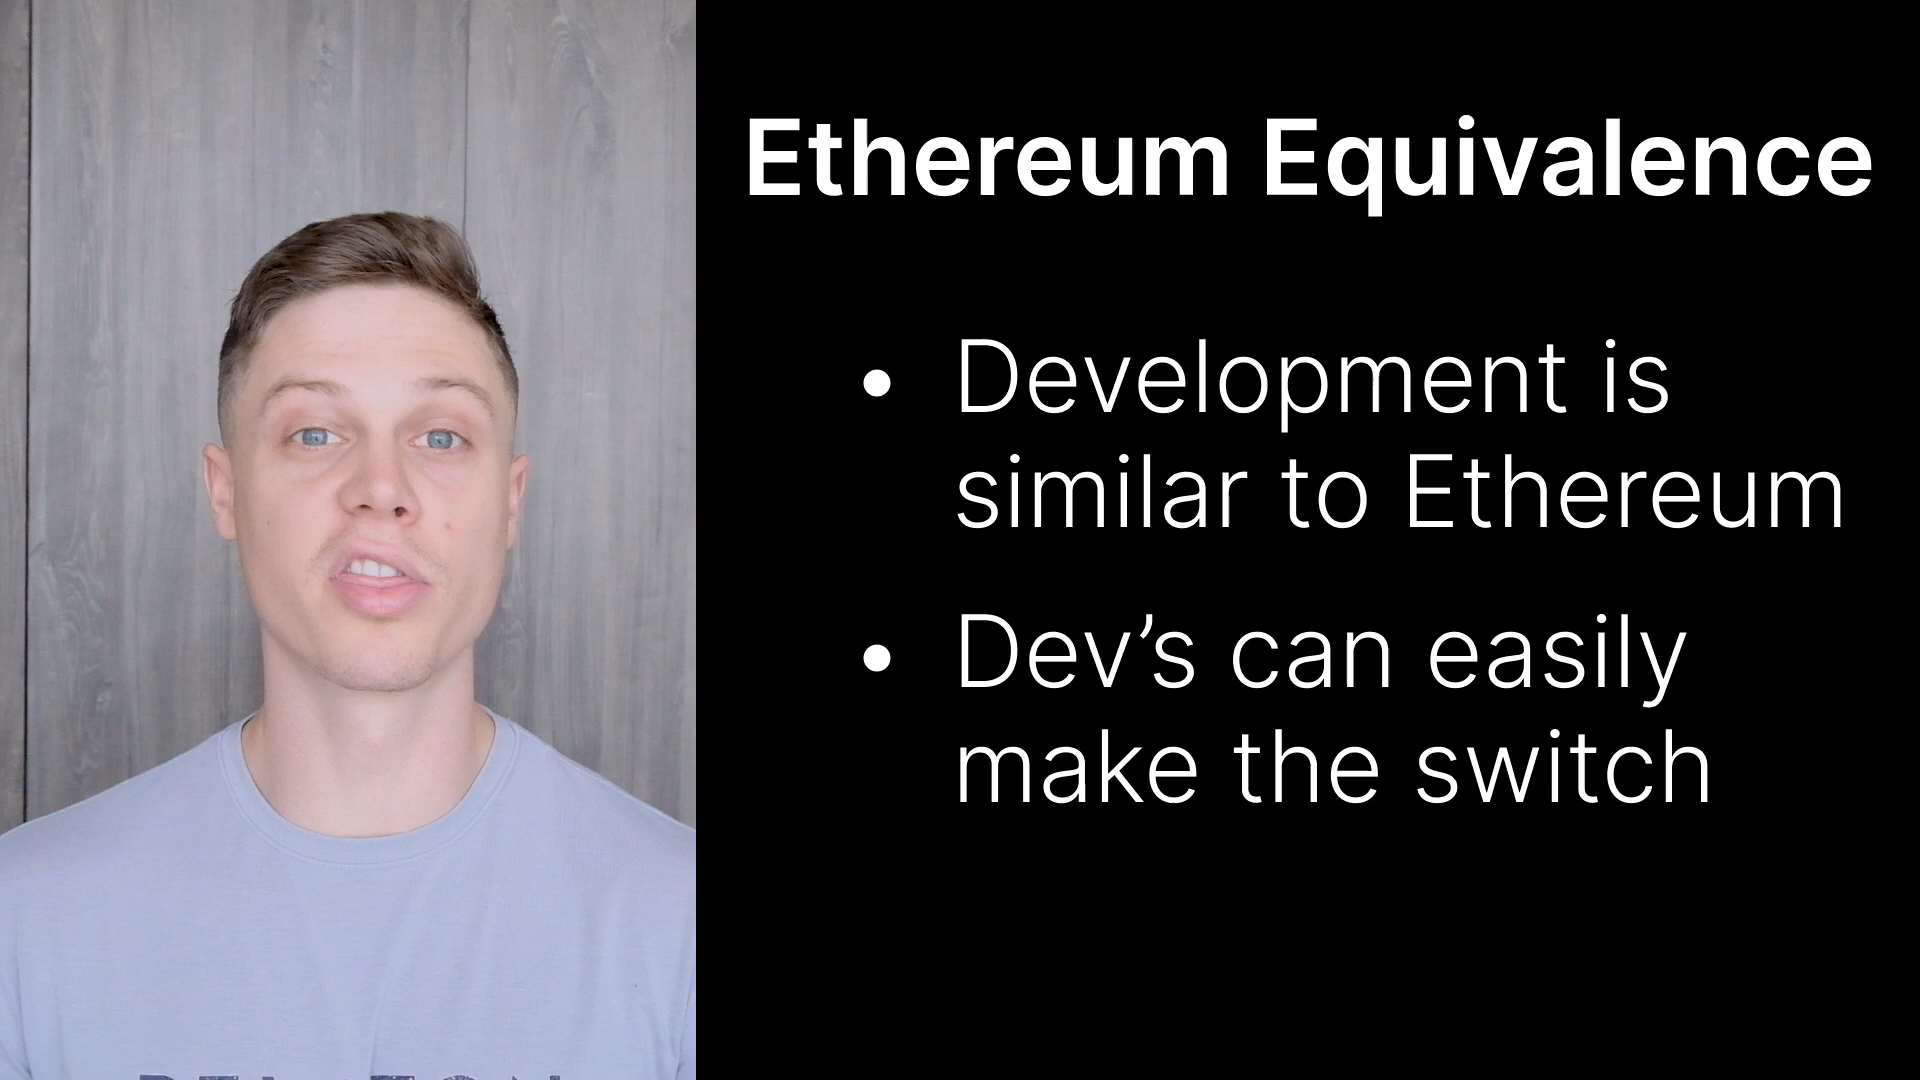 Ethereum Equivalence
• Development is
similar to Ethereum
• Dev’s can easily
make the switch